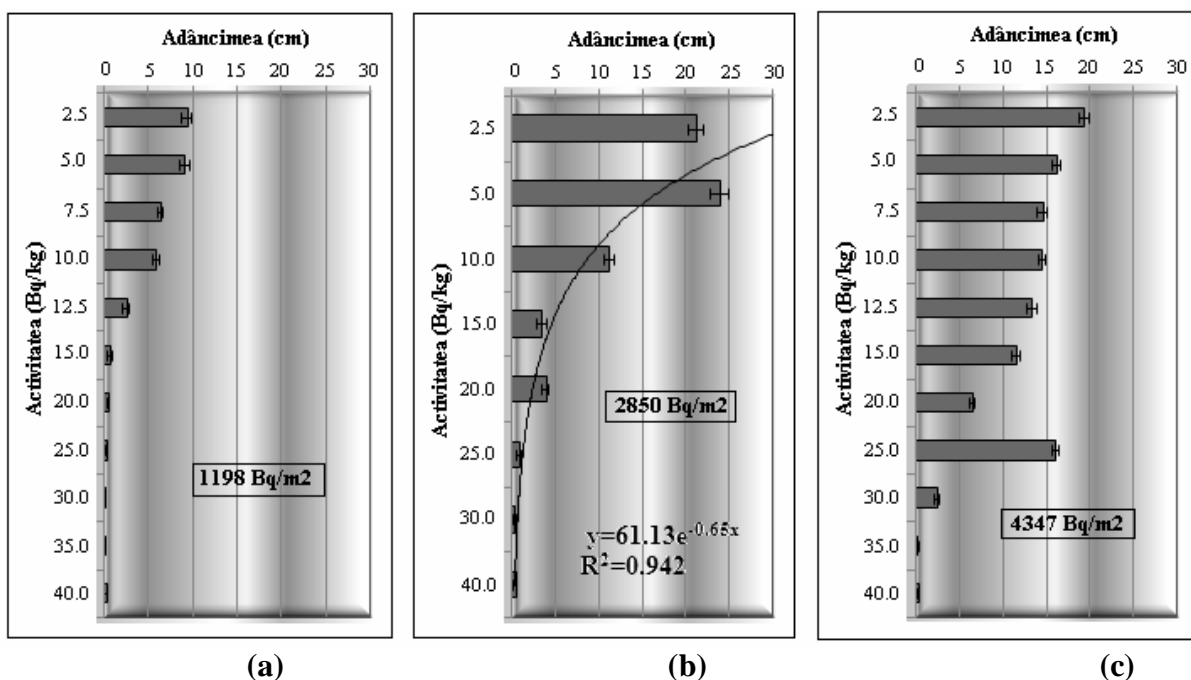 Adâncimea (cm)
0 5 10 15 20 25 30
Activitatea (Bq/kg)
2.5
5.0
7.5
10.0
12.5
15.0
20.0
25.0
30.0
35.0
40.0
1198 Bq/m2
(a)
Adâncimea (cm)
0 5 10 15 20 25 30
Activitatea (Bq/kg)
2.5
5.0
10.0
15.0
20.0
25.0
30.0
40.0
2850 Bq/m2
y=61.13e^-0.65x
R²=0.942
(b)
Adâncimea (cm)
0 5 10 15 20 25 30
Activitatea (Bq/kg)
2.5
5.0
7.5
10.0
12.5
15.0
20.0
25.0
30.0
35.0
40.0
4347 Bq/m2
(c)